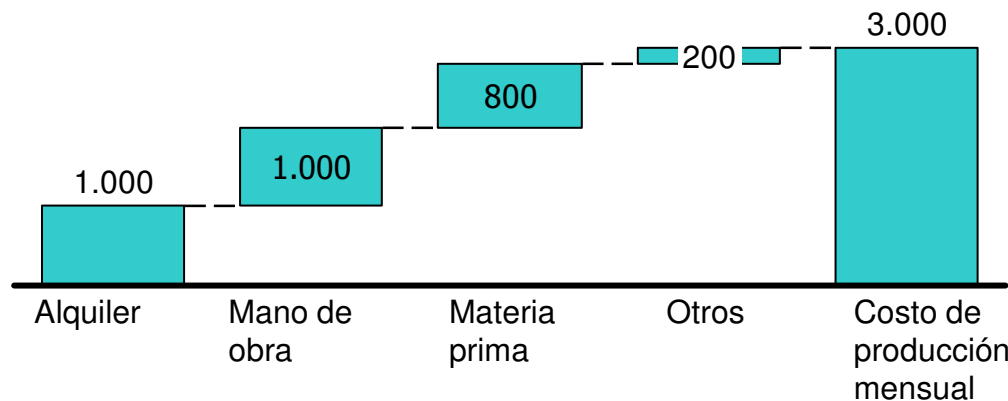 3.000
200
800
1.000
1.000
Alquiler
Mano de
obra
Materia
prima
Otros
Costo de
producción
mensual